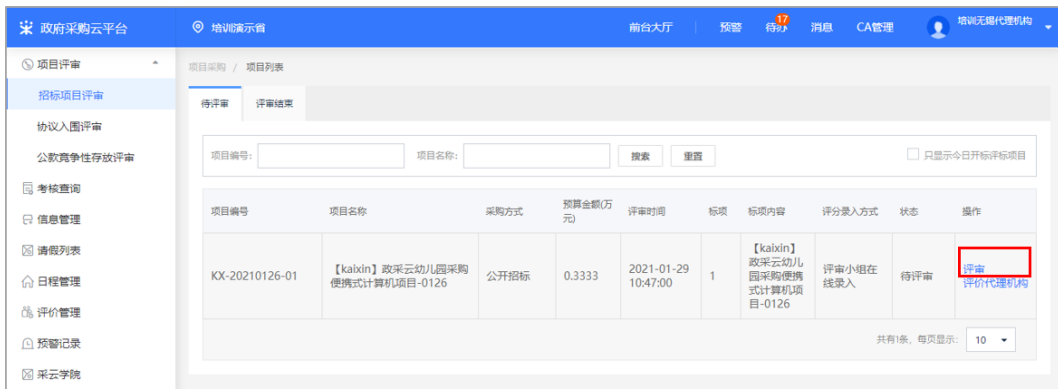 政府采购云平台
培训演示省
前台大厅 预警 待办 17 消息 CA管理 培训无锡代理机构
项目评审
招标项目评审
协议入围评审
公款竞争性存放评审
考核查询
信息管理
请假列表
日程管理
评价管理
预警记录
采云学院
项目采购 / 项目列表
待评审 评审结束
项目编号: 项目名称: 搜索 重置 只显示今日开标评标项目
项目编号 项目名称 采购方式 预算金额(万
元) 评审时间 标项 标项内容 评分录入方式 状态 操作
KX-20210126-01
【kaixin】政采云幼儿园采购
便携式计算机项目-0126
公开招标
0.3333
2021-01-29
10:47:00
1
【kaixin】
政采云幼儿
园采购便携
式计算机项
目-0126
评审小组在
线录入
待评审
评审
评价代理机构
共有1条, 每页显示: 10